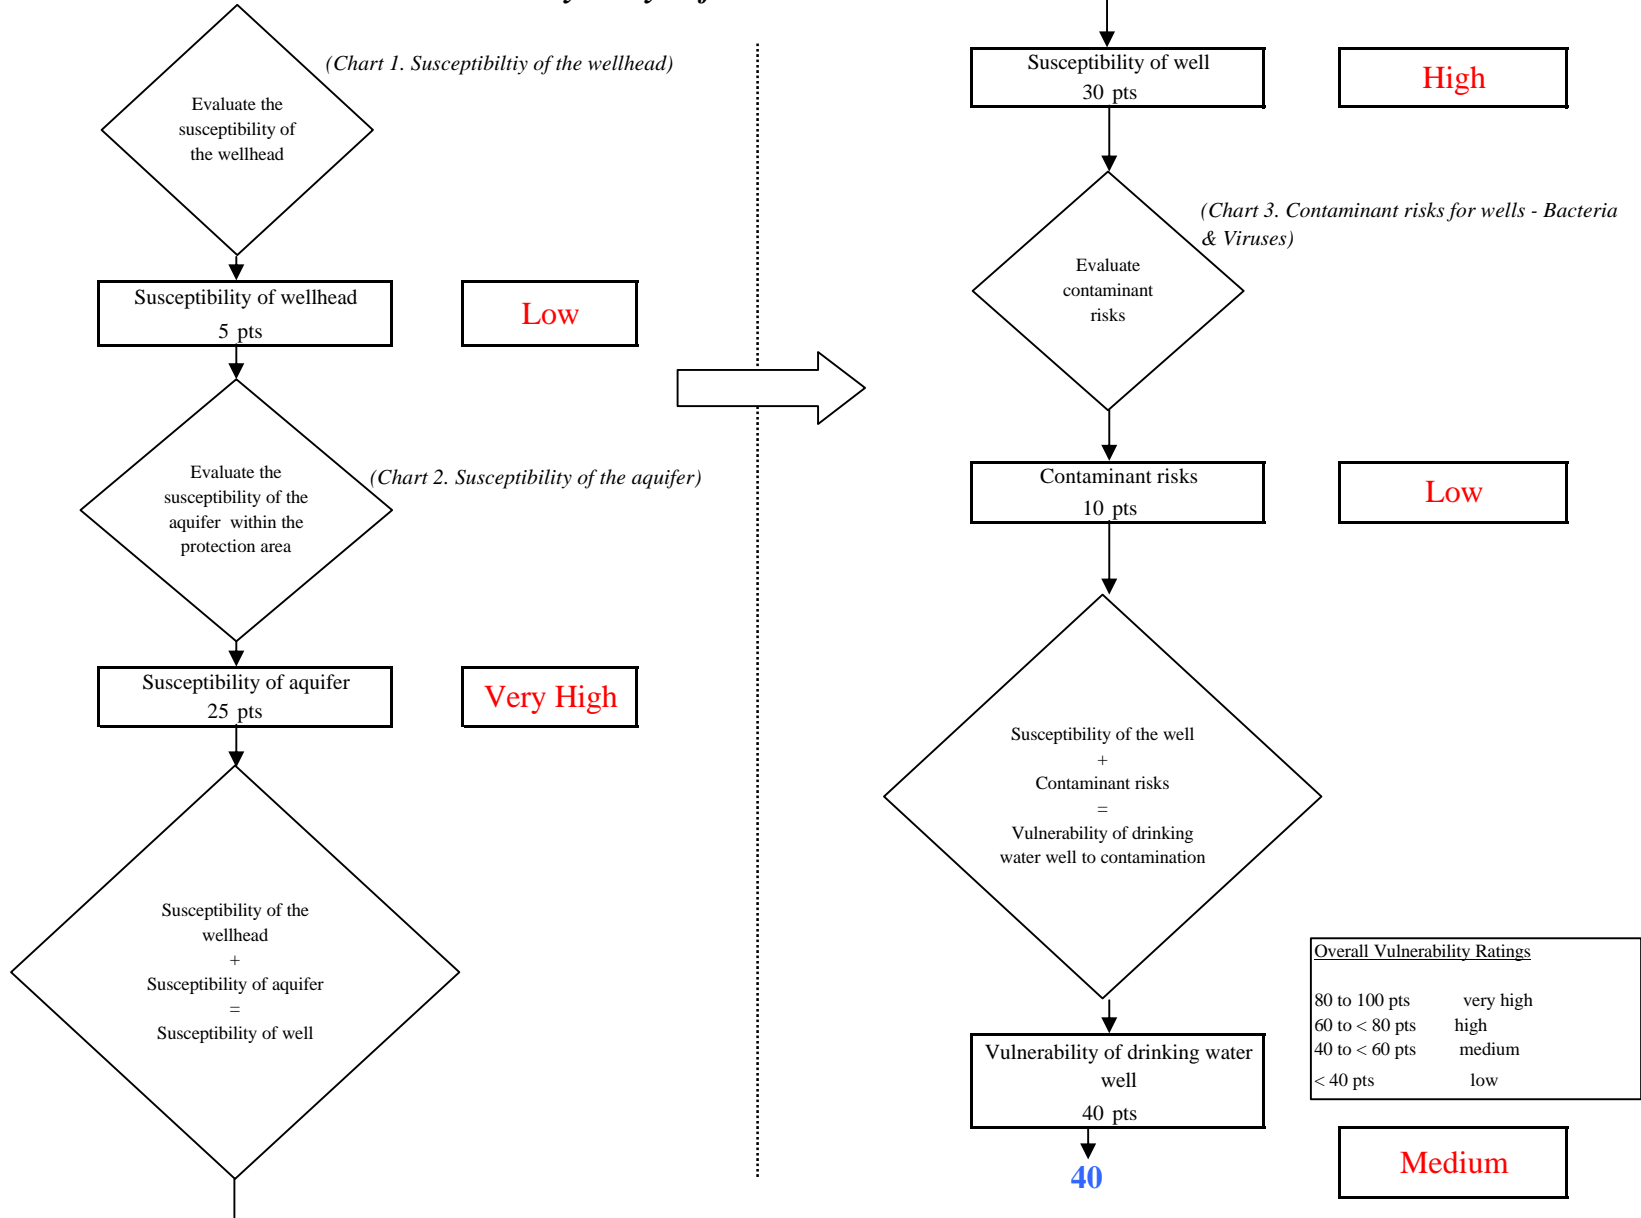 (Chart 1. Susceptibiltiy of the wellhead)
Evaluate the
susceptibility of
the wellhead
Susceptibility of wellhead
5 pts
Low
(Chart 2. Susceptibility of the aquifer)
Evaluate the
susceptibility of the
aquifer within the
protection area
Susceptibility of aquifer
25 pts
Very High
Susceptibility of the
wellhead
+
Susceptibility of aquifer
=
Susceptibility of well
Susceptibility of well
30 pts
High
(Chart 3. Contaminant risks for wells - Bacteria
& Viruses)
Evaluate
contaminant
risks
Contaminant risks
10 pts
Low
Susceptibility of the well
+
Contaminant risks
=
Vulnerability of drinking
water well to contamination
Overall Vulnerability Ratings
80 to 100 pts very high
60 to < 80 pts high
40 to < 60 pts medium
< 40 pts low
Vulnerability of drinking water
well
40 pts
40
Medium